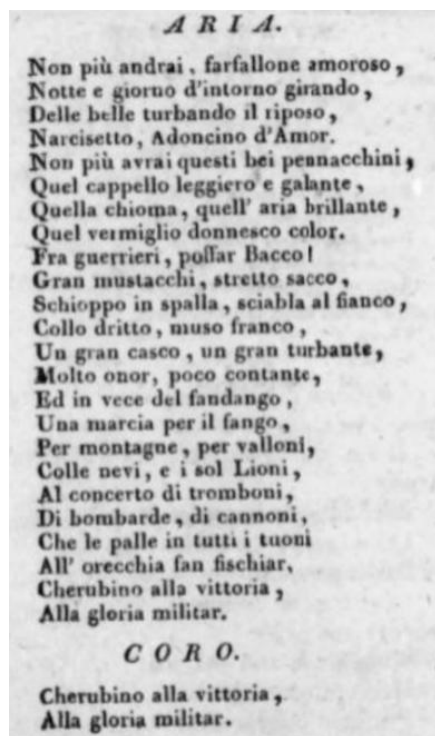 ARIA.
Non più andrai, farfallone amoroso,
Notte e giorno d'intorno girando,
Delle belle turbando il riposo,
Narcisetto, Adoncino d'Amor.
Non più avrai questi bei pennacchini,
Quel cappello leggiero e galante,
Quella chioma, quell' aria brillante,
Quel vermiglio donnesco color.
Fra guerrieri, poffar Bacco!
Gran mustacchi, stretto sacco,
Schioppo in spalla, sciabla al fianco,
Collo dritto, muso franco,
Un gran casco, un gran turbante,
Molto onor, poco contante,
Ed in vece del fandango,
Una marcia per il fango,
Per montagne, per valloni,
Colle nevi, e i sol Lioni,
Al concerto di tromboni,
Di bombarde, di cannoni,
Che le palle in tutti i tuoni
All' orecchia fan fischiar.
Cherubino alla vittoria,
Alla gloria militar.
CORO.
Cherubino alla vittoria,
Alla gloria militar.